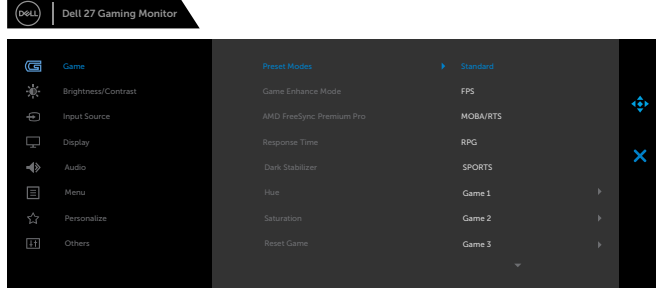 DELL
Dell 27 Gaming Monitor
Game
Preset Modes
Standard
Brightness/Contrast
Game Enhance Mode
FPS
Input Source
AMD FreeSync Premium Pro
MOBA/RTS
Display
Response Time
RPG
Audio
Dark Stabilizer
SPORTS
Menu
Hue
Game 1
Personalize
Saturation
Game 2
Others
Reset Game
Game 3